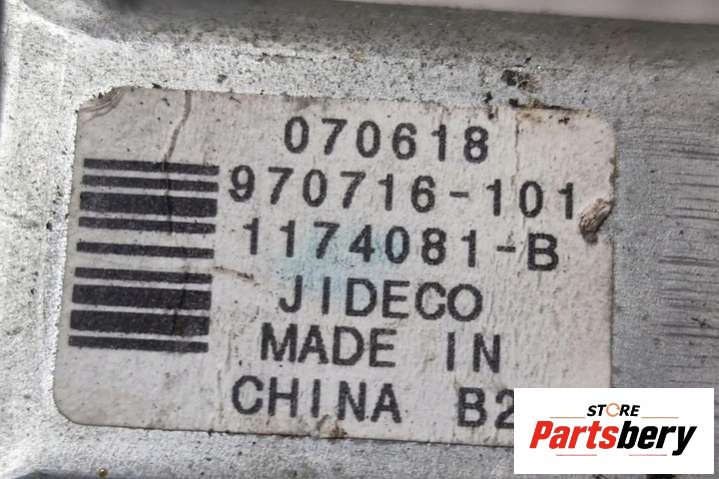 070618
970716-101
1174081-B
JIDECO
MADE IN
CHINA B2
STORE
Partsbery